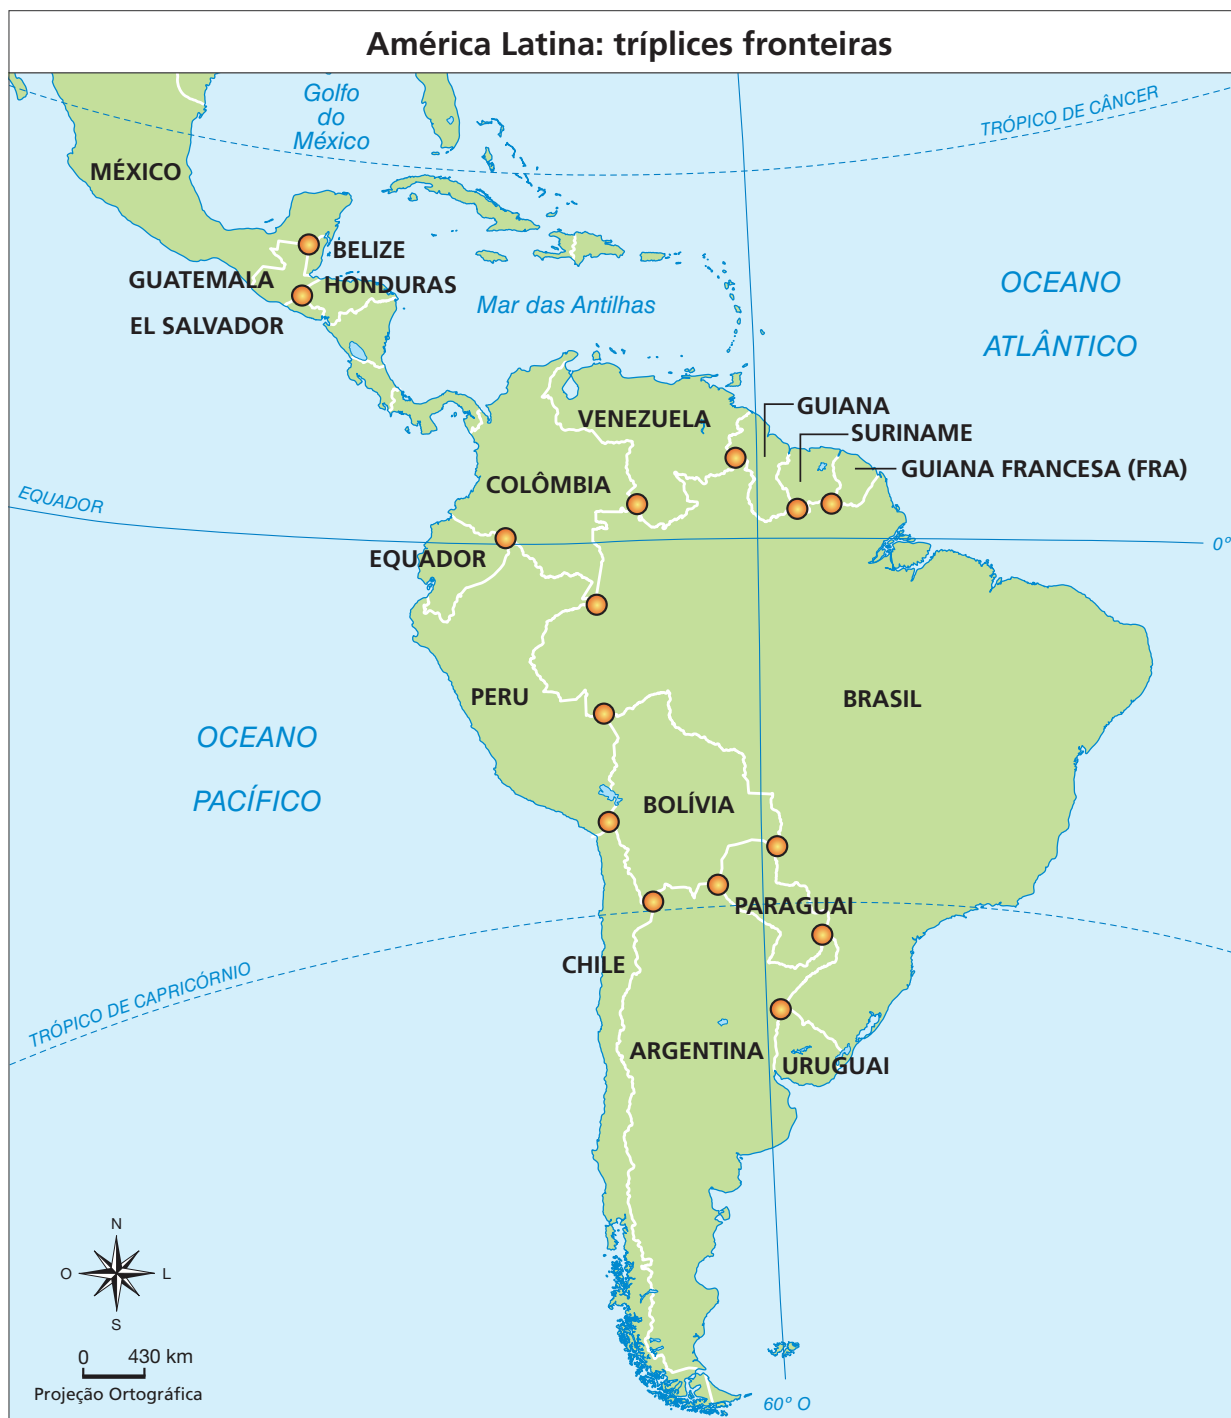 América Latina: tríplices fronteiras
Golfo
do
México
TRÓPICO DE CÂNCER
MÉXICO
BELIZE
GUATEMALA
HONDURAS
EL SALVADOR
Mar das Antilhas
OCEANO
ATLÂNTICO
VENEZUELA
GUIANA
SURINAME
GUIANA FRANCESA (FRA)
COLÔMBIA
EQUADOR
0º
EQUADOR
PERU
BRASIL
OCEANO
PACÍFICO
BOLÍVIA
PARAGUAI
CHILE
TRÓPICO DE CAPRICÓRNIO
ARGENTINA
URUGUAI
N
O
L
S
0 430 km
Projeção Ortográfica
60º O